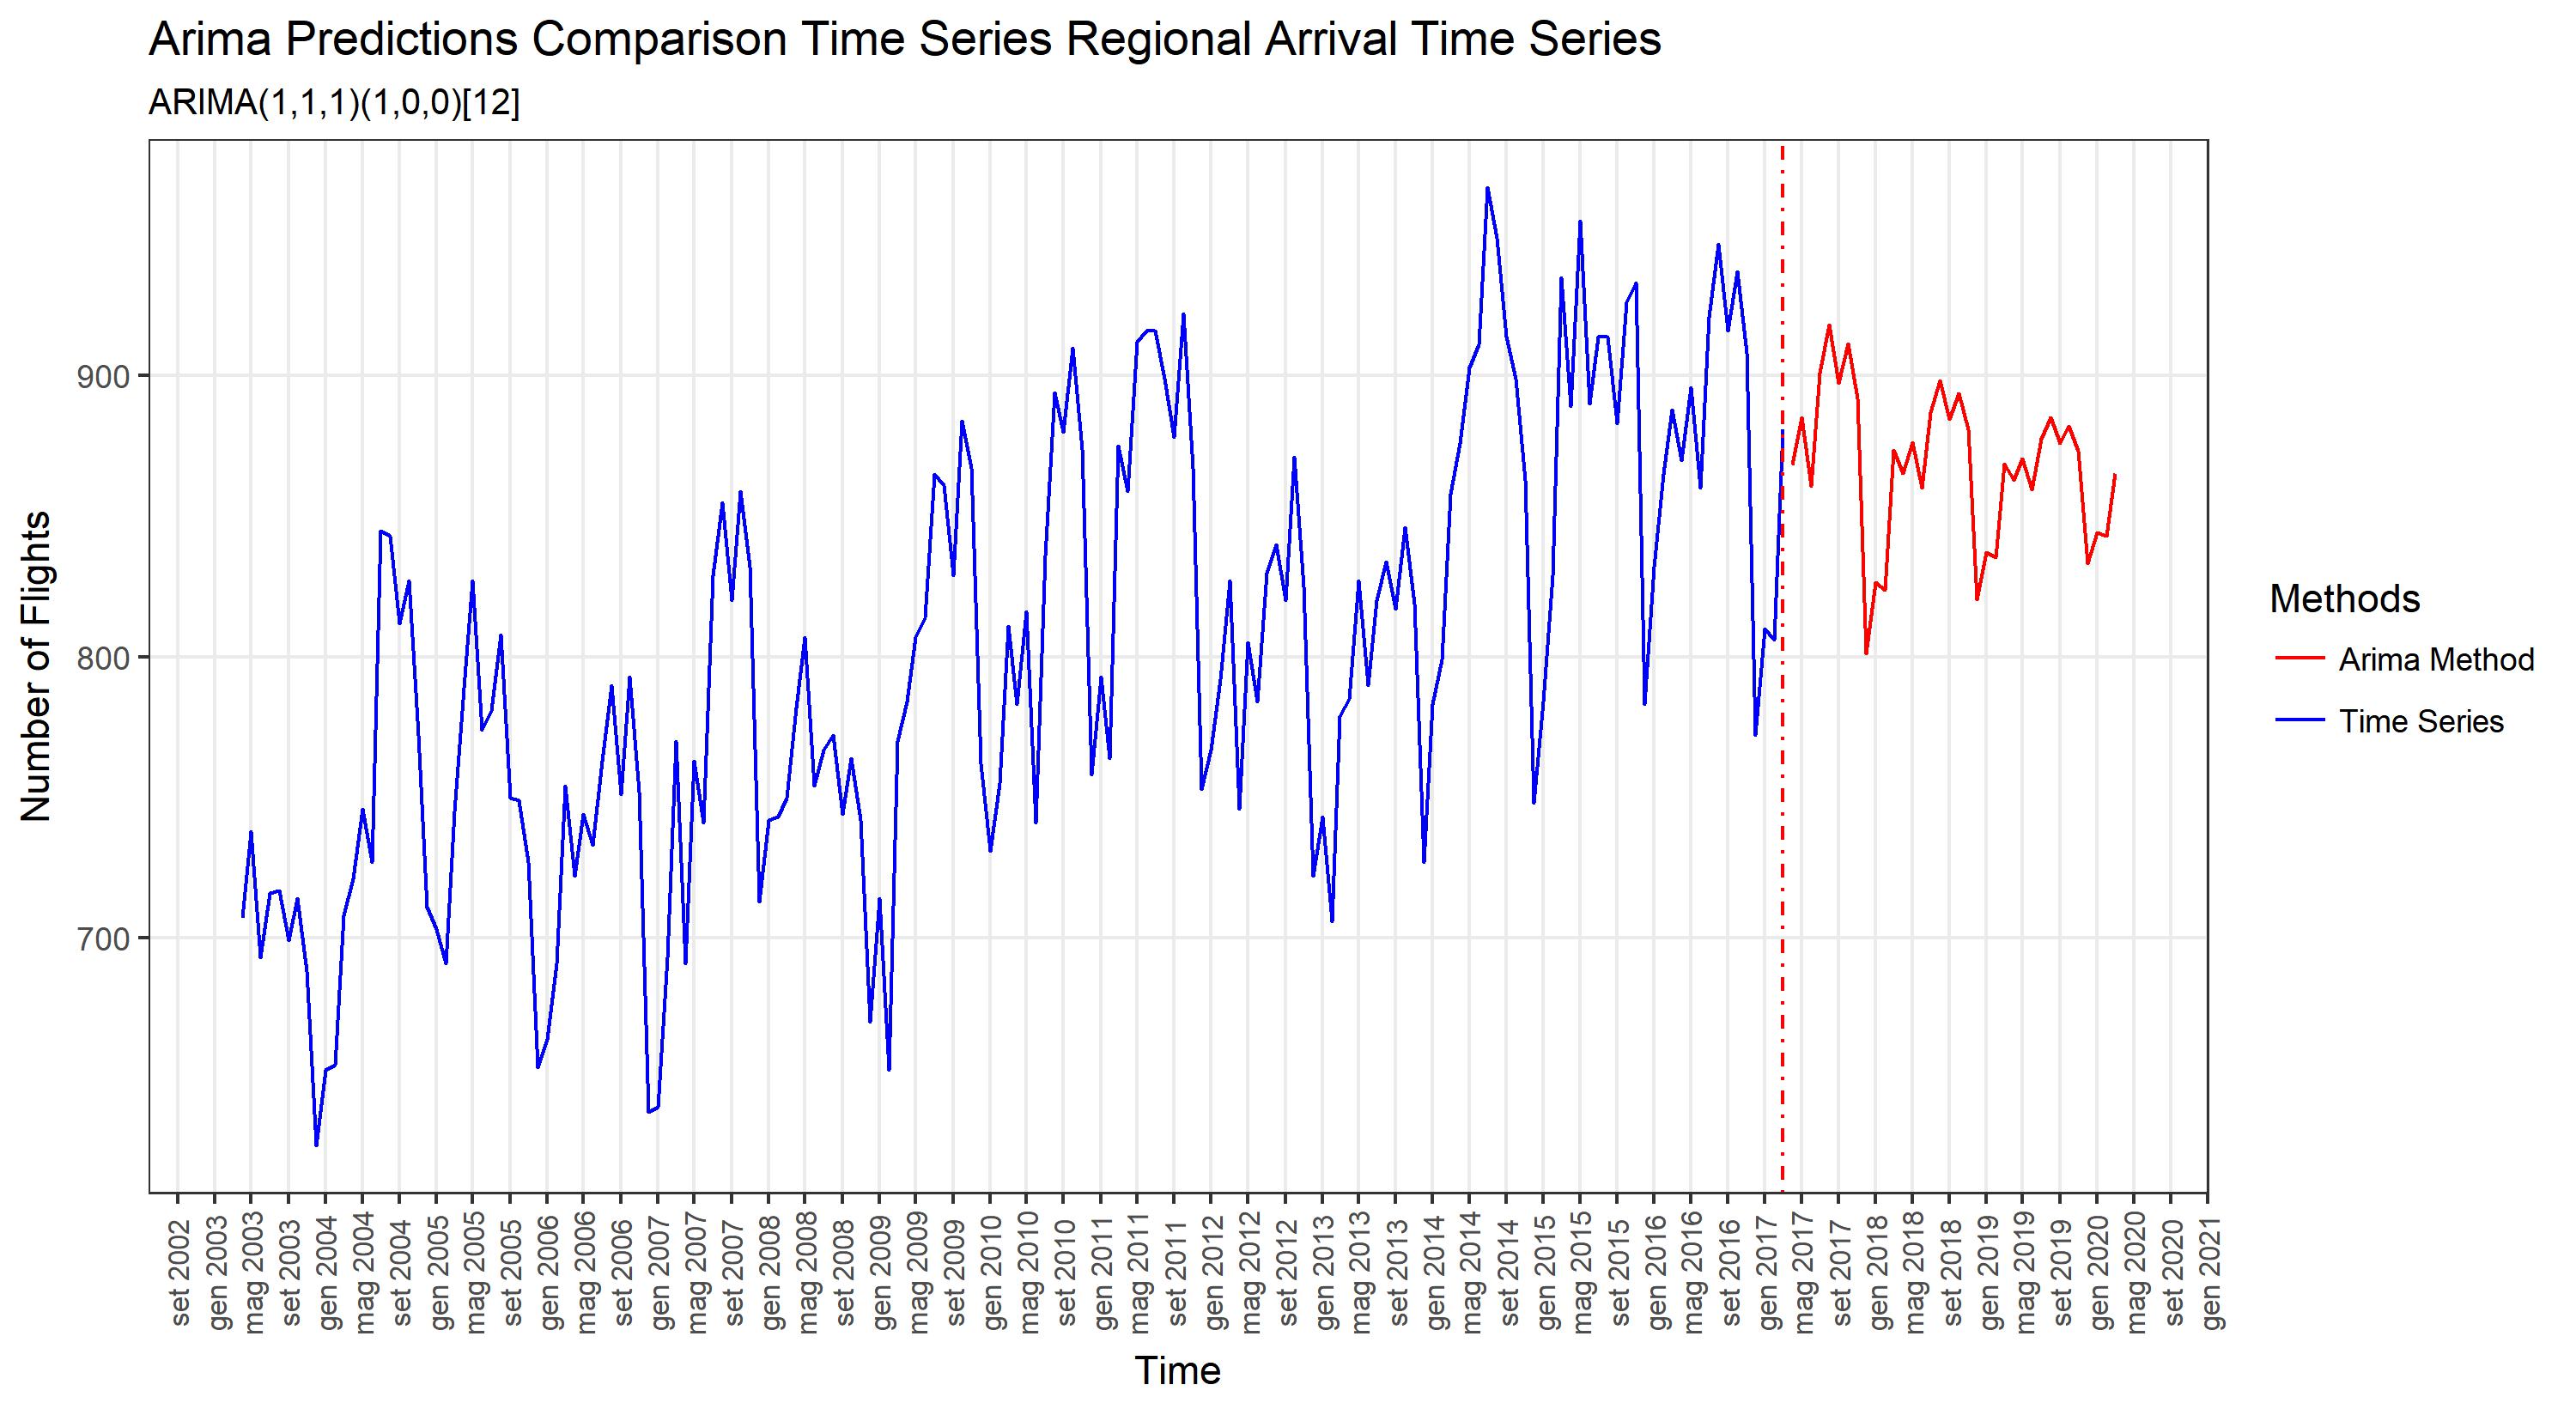 Arima Predictions Comparison Time Series Regional Arrival Time Series
ARIMA(1,1,1)(1,0,0)[12]
Number of Flights
900
800
700
set 2002
gen 2003
mag 2003
set 2003
gen 2004
mag 2004
set 2004
gen 2005
mag 2005
set 2005
gen 2006
mag 2006
set 2006
gen 2007
mag 2007
set 2007
gen 2008
mag 2008
set 2008
gen 2009
mag 2009
set 2009
gen 2010
mag 2010
set 2010
gen 2011
mag 2011
set 2011
gen 2012
mag 2012
set 2012
gen 2013
mag 2013
set 2013
gen 2014
mag 2014
set 2014
gen 2015
mag 2015
set 2015
gen 2016
mag 2016
set 2016
gen 2017
mag 2017
set 2017
gen 2018
mag 2018
set 2018
gen 2019
mag 2019
set 2019
gen 2020
mag 2020
set 2020
gen 2021
Time
Methods
Arima Method
Time Series